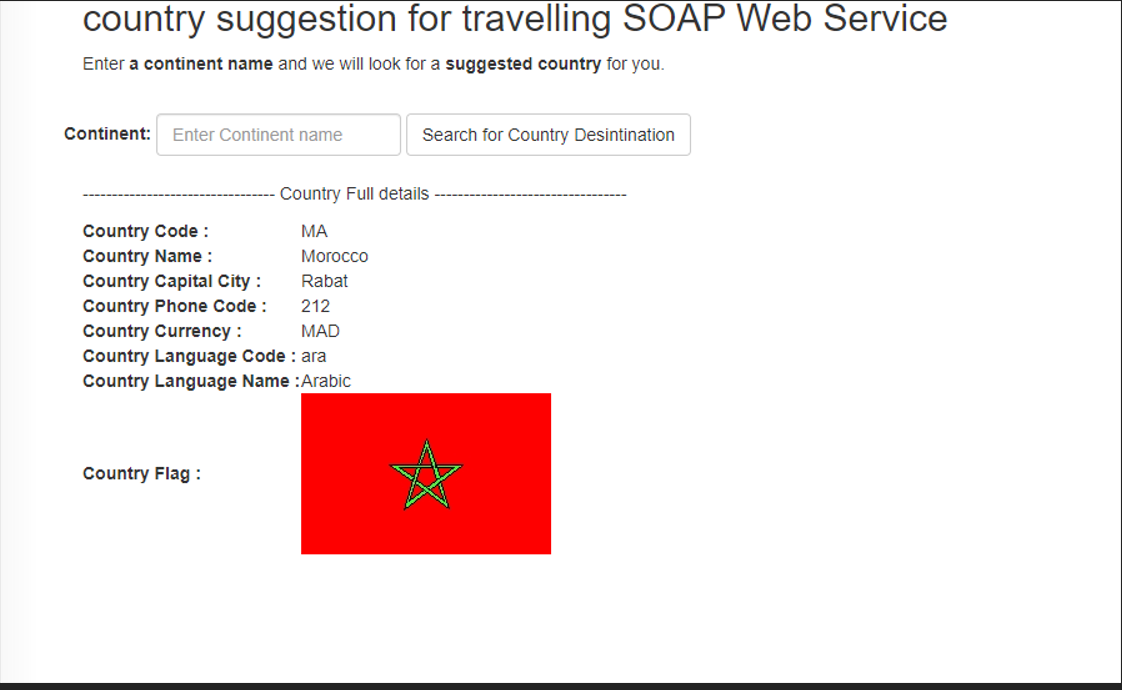 country suggestion for travelling SOAP Web Service
Enter a continent name and we will look for a suggested country for you.
Continent: Enter Continent name Search for Country Desintination
-------------------------------- Country Full details --------------------------------
Country Code : MA
Country Name : Morocco
Country Capital City : Rabat
Country Phone Code : 212
Country Currency : MAD
Country Language Code : ara
Country Language Name : Arabic
Country Flag :